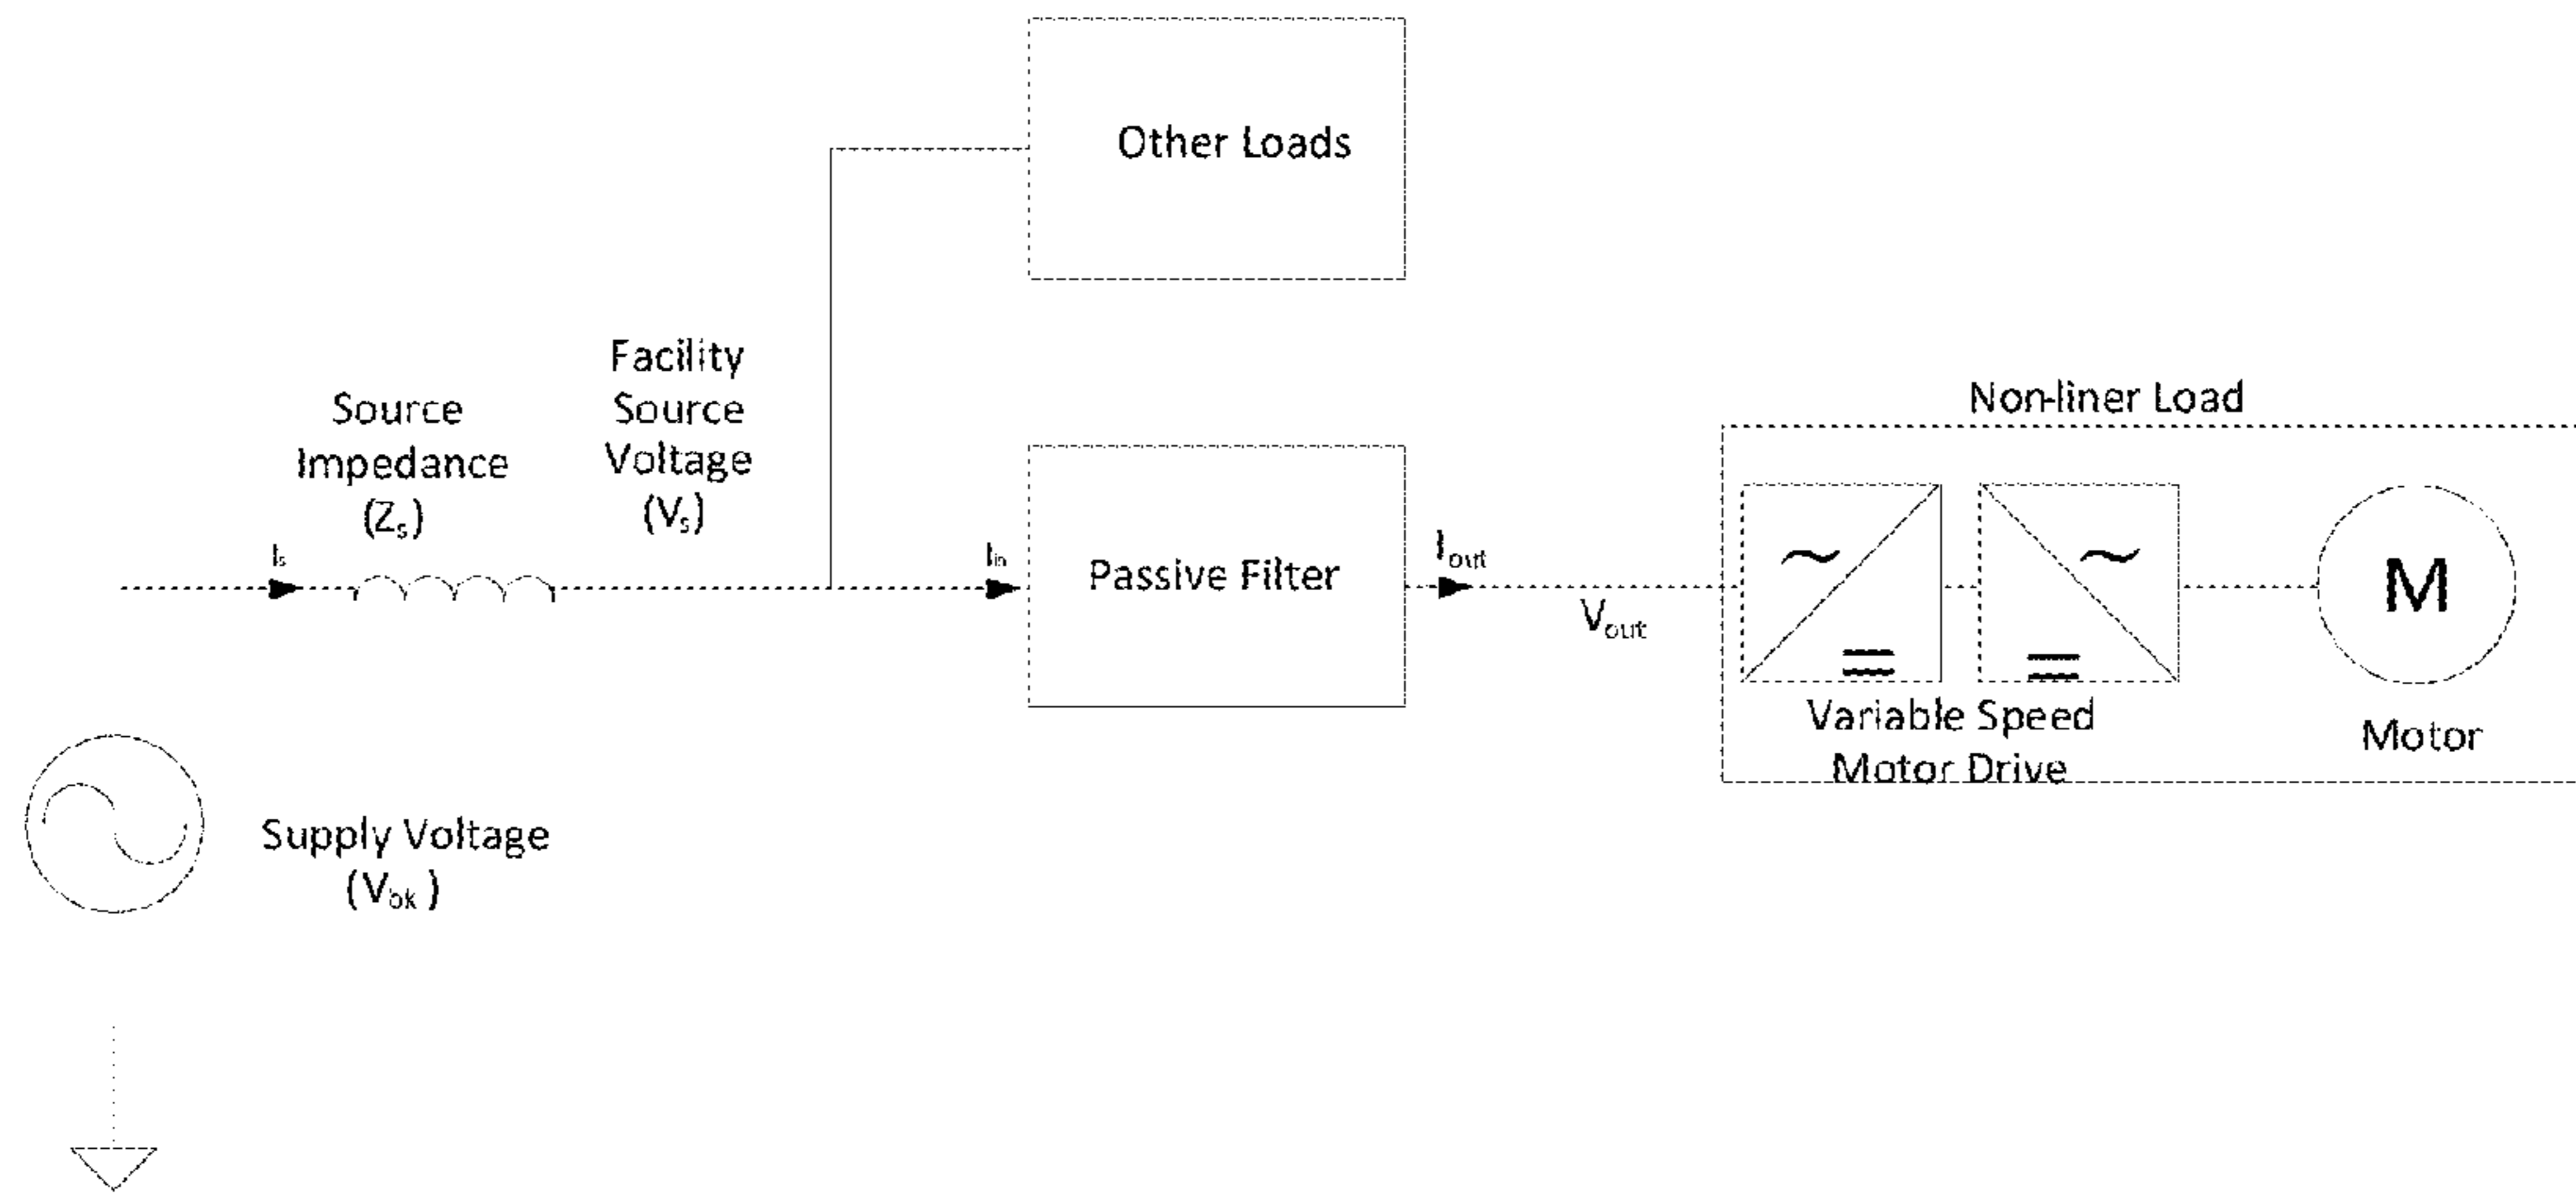 Other Loads
Facility
Source
Voltage
(Vs)
Source
Impedance
(Zs)
Is
Iin
Passive Filter
Iout
Vout
Non-liner Load
~
=
~
=
M
Variable Speed
Motor Drive
Motor
Supply Voltage
(Vbk )